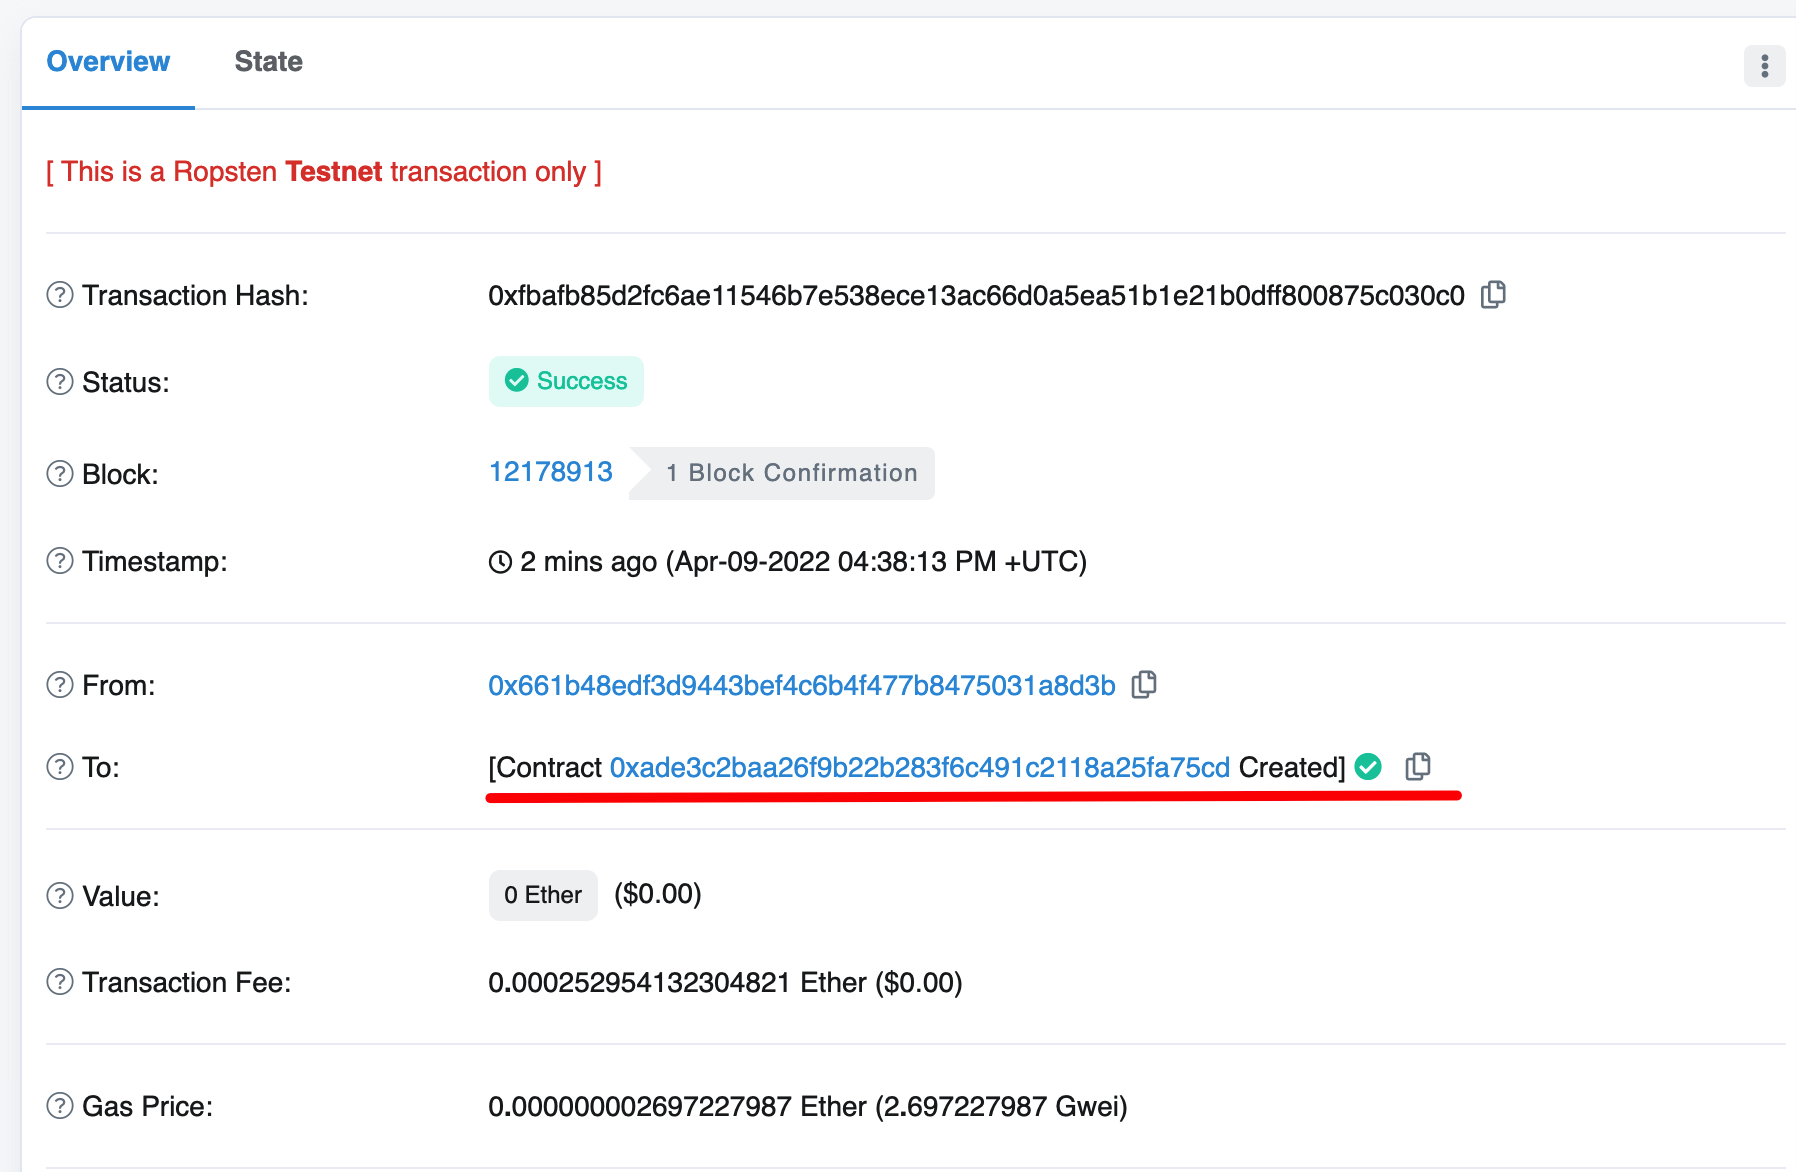 Overview State
[ This is a Ropsten Testnet transaction only ]
Transaction Hash: 0xfbafb85d2fc6ae11546b7e538ece13ac66d0a5ea51b1e21b0dff800875c030c0
Status: Success
Block: 12178913 1 Block Confirmation
Timestamp: 2 mins ago (Apr-09-2022 04:38:13 PM +UTC)
From: 0x661b48edf3d9443bef4c6b4f477b8475031a8d3b
To: [Contract 0xade3c2baa26f9b22b283f6c491c2118a25fa75cd Created]
Value: 0 Ether ($0.00)
Transaction Fee: 0.000252954132304821 Ether ($0.00)
Gas Price: 0.000000002697227987 Ether (2.697227987 Gwei)